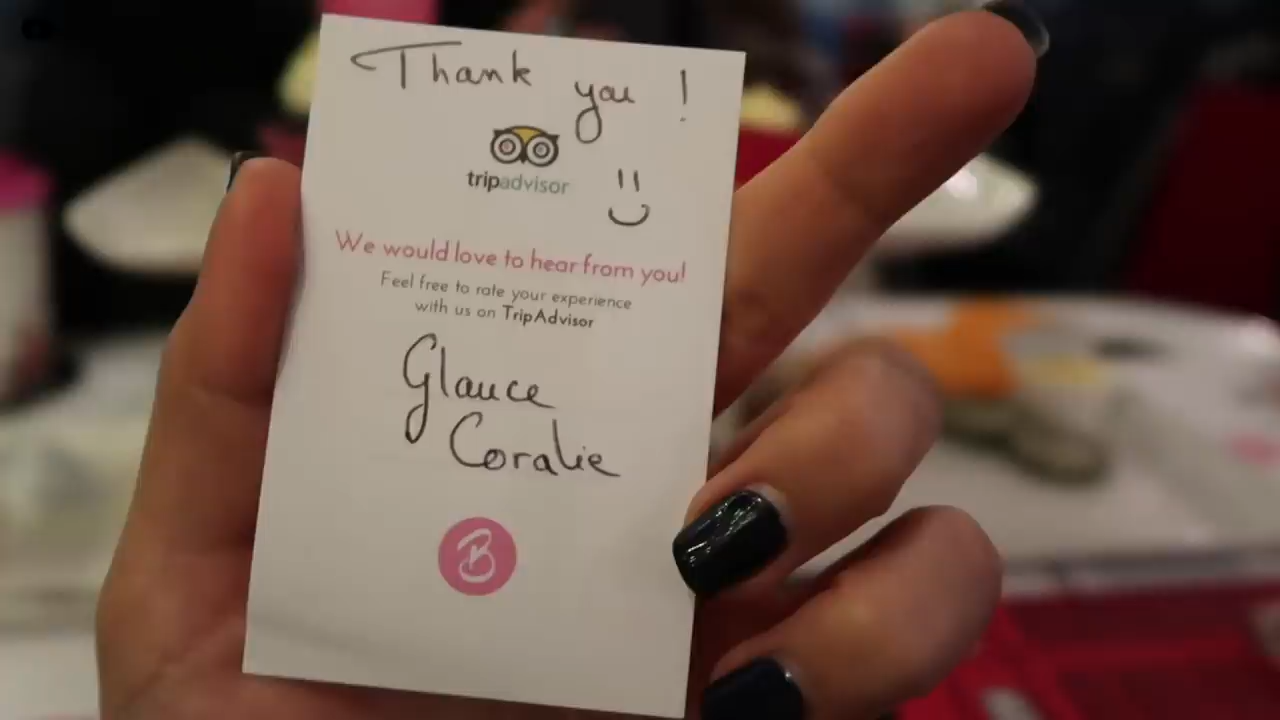 Thank you !
tripadvisor
We would love to hear from you!
Feel free to rate your experience
with us on TripAdvisor
Glauce
Coralie
B